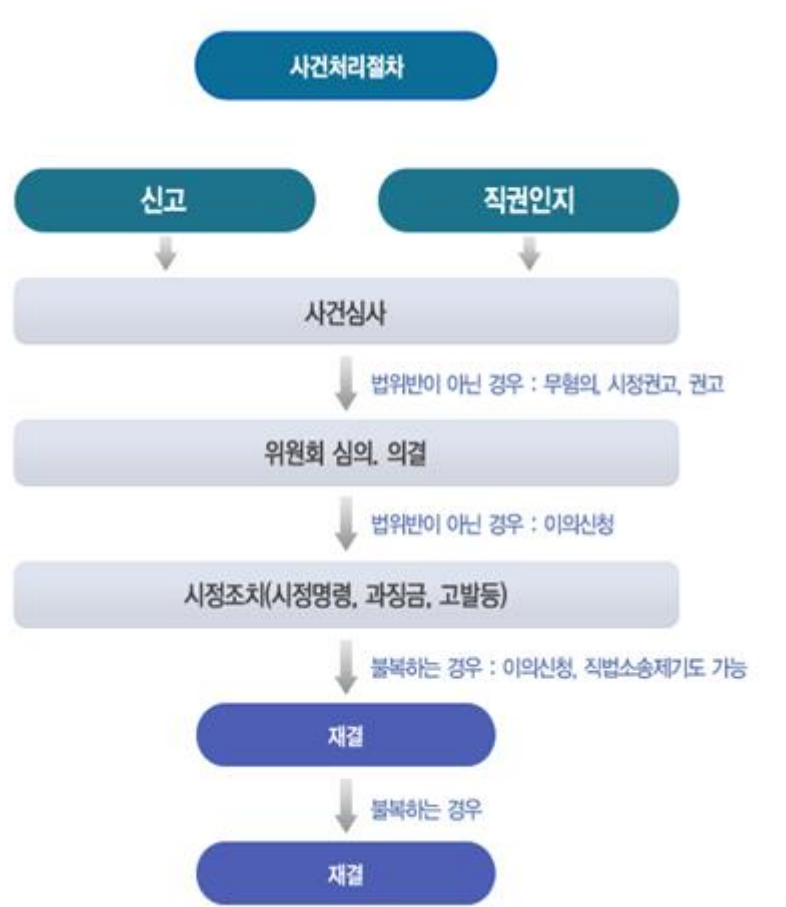 사건처리절차
신고
직권인지
사건심사
법위반이 아닌 경우 : 무혐의, 시정권고, 권고
위원회 심의, 의결
법위반이 아닌 경우 : 이의신청
시정조치(시정명령, 과징금, 고발등)
불복하는 경우 : 이의신청, 직법소송제기도 가능
재결
불복하는 경우
재결